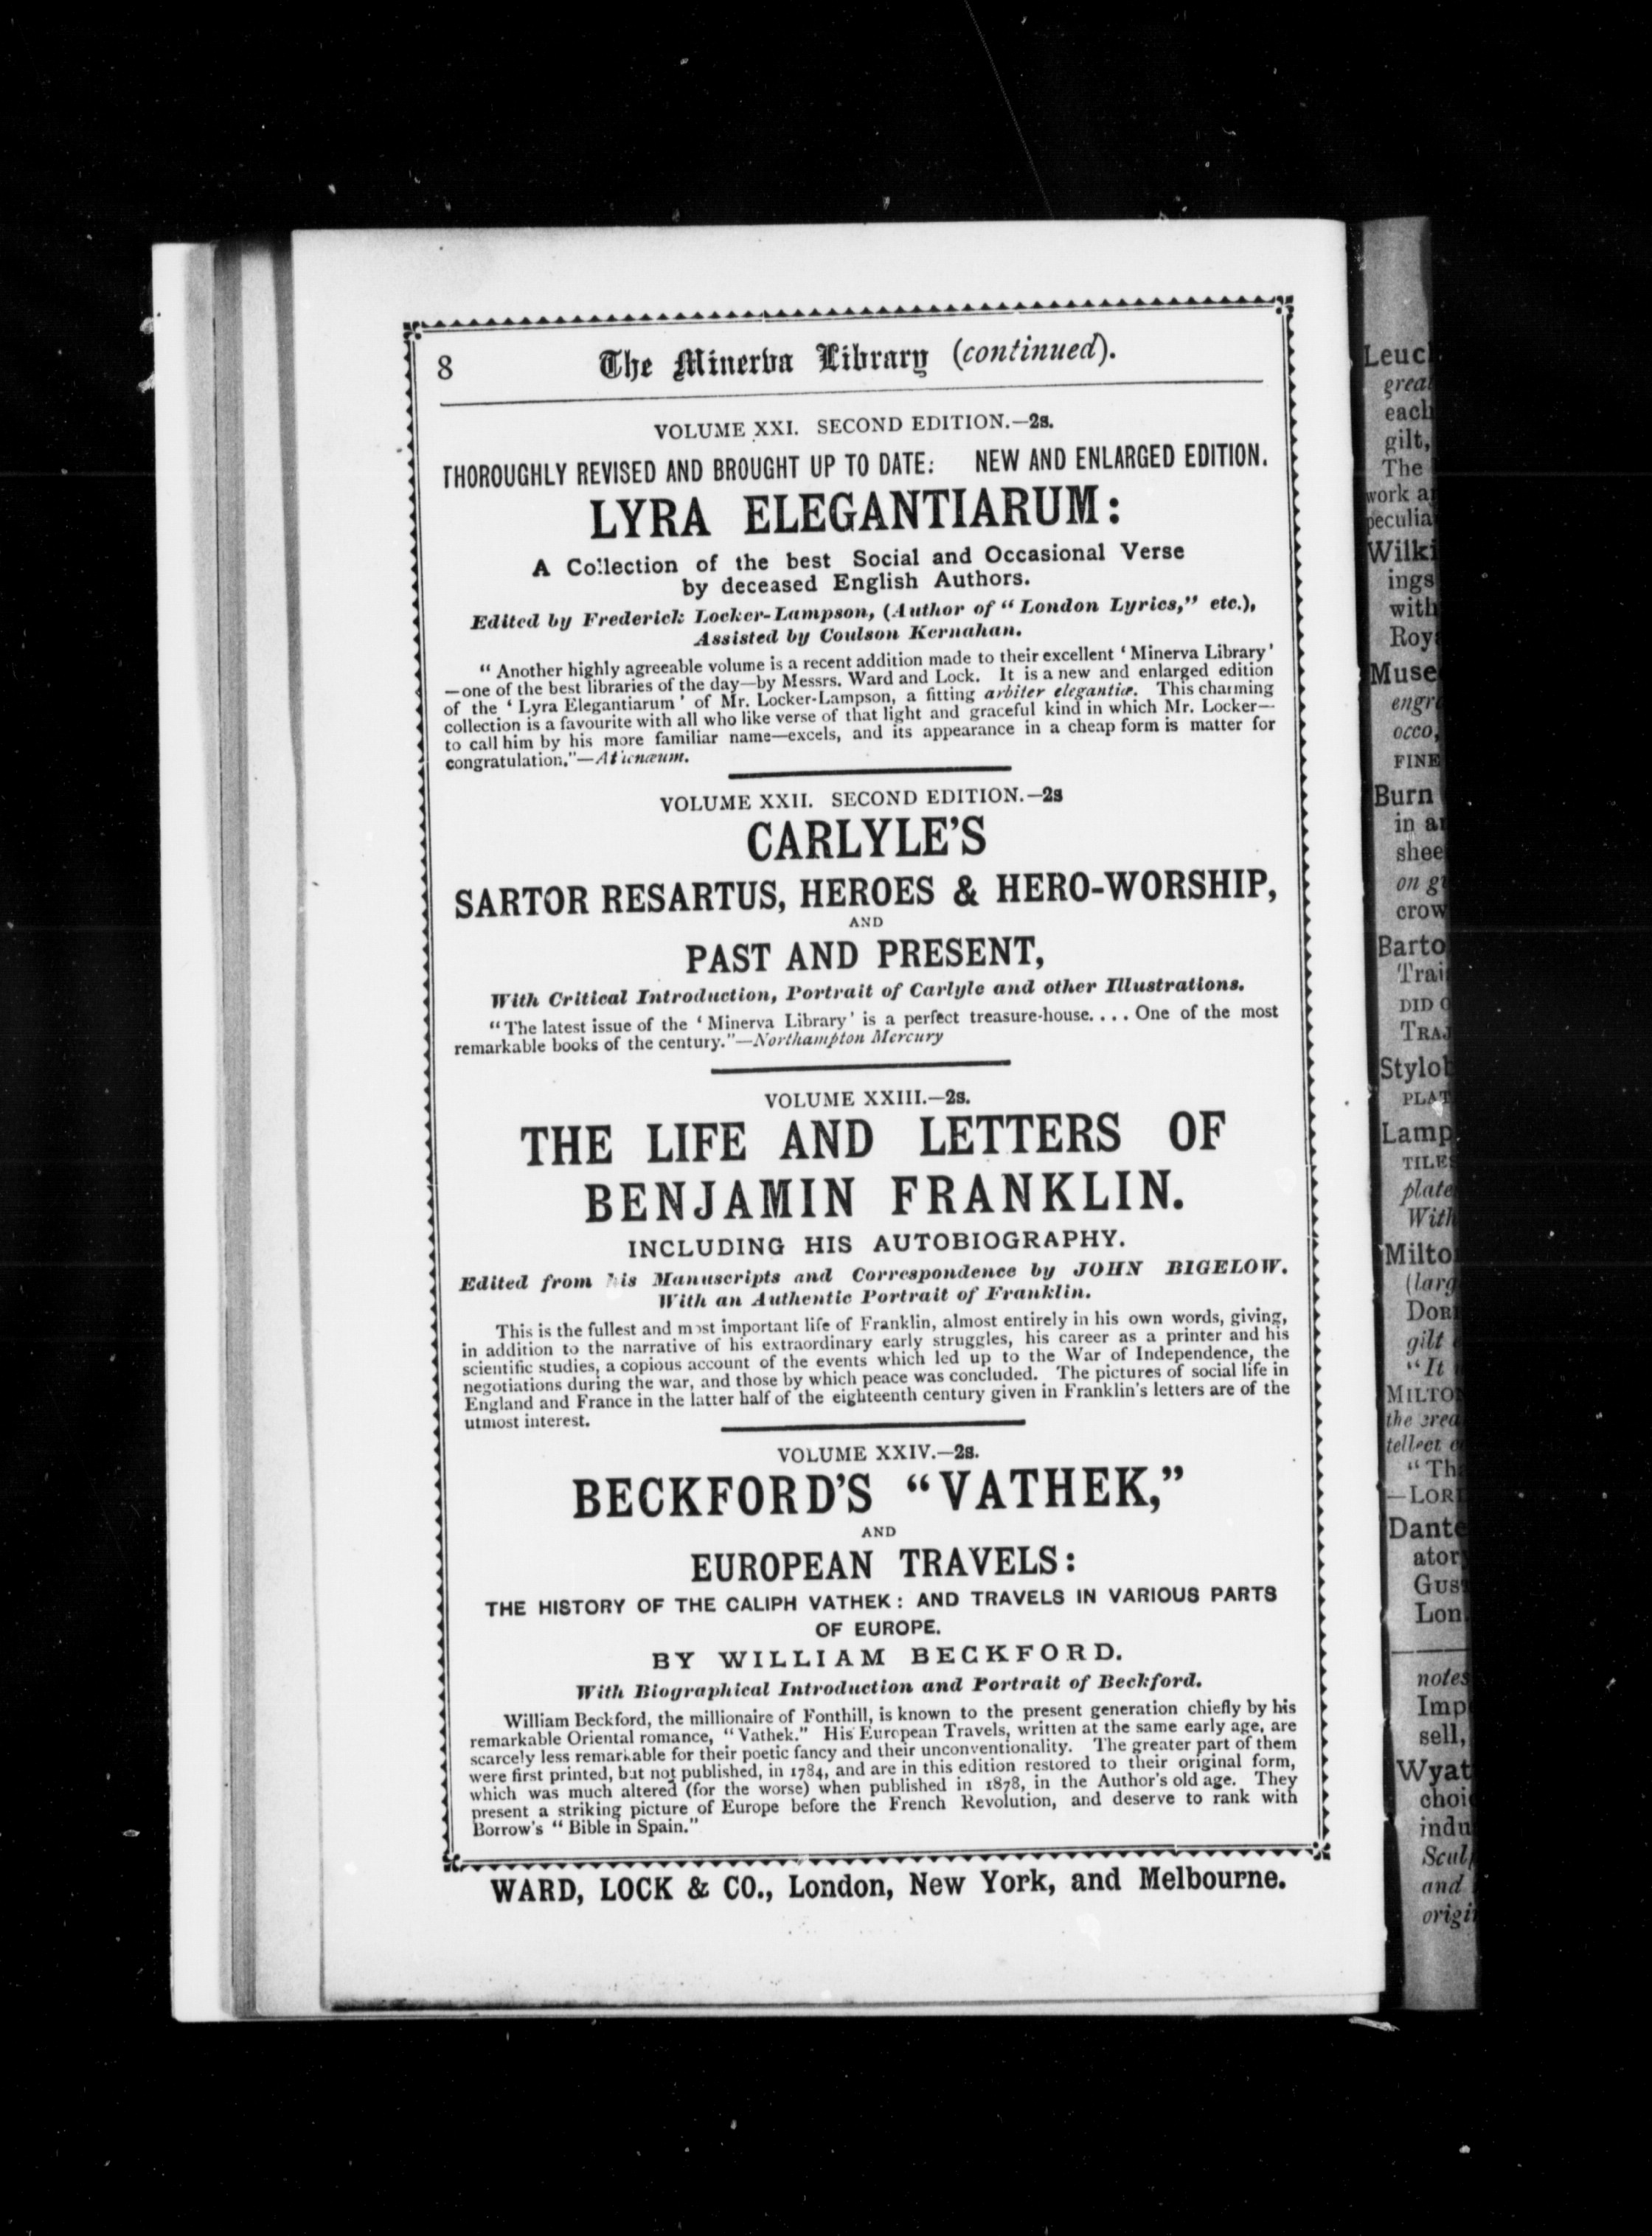 8 The Minerva Library (continued).
VOLUME XXI. SECOND EDITION.—2s.
THOROUGHLY REVISED AND BROUGHT UP TO DATE: NEW AND ENLARGED EDITION.
LYRA ELEGANTIARUM:
A Collection of the best Social and Occasional Verse
by deceased English Authors.
Edited by Frederick Locker-Lampson, (Author of "London Lyrics," etc.),
Assisted by Coulson Kernahan.
"Another highly agreeable volume is a recent addition made to their excellent 'Minerva Library'
—one of the best libraries of the day—by Messrs. Ward and Lock. It is a new and enlarged edition
of the 'Lyra Elegantiarum' of Mr. Locker-Lampson, a fitting arbiter elegantiæ. This charming
collection is a favourite with all who like verse of that light and graceful kind in which Mr. Locker—
to call him by his more familiar name—excels, and its appearance in a cheap form is matter for
congratulation."—Athenæum.
VOLUME XXII. SECOND EDITION.—2s
CARLYLE'S
SARTOR RESARTUS, HEROES & HERO-WORSHIP,
AND
PAST AND PRESENT,
With Critical Introduction, Portrait of Carlyle and other Illustrations.
"The latest issue of the 'Minerva Library' is a perfect treasure-house. . . . One of the most
remarkable books of the century."—Northampton Mercury
VOLUME XXIII.—2s.
THE LIFE AND LETTERS OF
BENJAMIN FRANKLIN.
INCLUDING HIS AUTOBIOGRAPHY.
Edited from his Manuscripts and Correspondence by JOHN BIGELOW.
With an Authentic Portrait of Franklin.
This is the fullest and most important life of Franklin, almost entirely in his own words, giving,
in addition to the narrative of his extraordinary early struggles, his career as a printer and his
scientific studies, a copious account of the events which led up to the War of Independence, the
negotiations during the war, and those by which peace was concluded. The pictures of social life in
England and France in the latter half of the eighteenth century given in Franklin's letters are of the
utmost interest.
VOLUME XXIV.—2s.
BECKFORD'S "VATHEK,"
AND
EUROPEAN TRAVELS:
THE HISTORY OF THE CALIPH VATHEK: AND TRAVELS IN VARIOUS PARTS
OF EUROPE.
BY WILLIAM BECKFORD.
With Biographical Introduction and Portrait of Beckford.
William Beckford, the millionaire of Fonthill, is known to the present generation chiefly by his
remarkable Oriental romance, "Vathek." His European Travels, written at the same early age, are
scarcely less remarkable for their poetic fancy and their unconventionality. The greater part of them
were first printed, but not published, in 1784, and are in this edition restored to their original form,
which was much altered (for the worse) when published in 1878, in the Author's old age. They
present a striking picture of Europe before the French Revolution, and deserve to rank with
Borrow's "Bible in Spain."
WARD, LOCK & CO., London, New York, and Melbourne.
each
gilt,
The
Wilki
ings
with
FINE
Burn
on
Lamp
With
gilt
"It
the
Dante
Lon.
notes
sell,
and